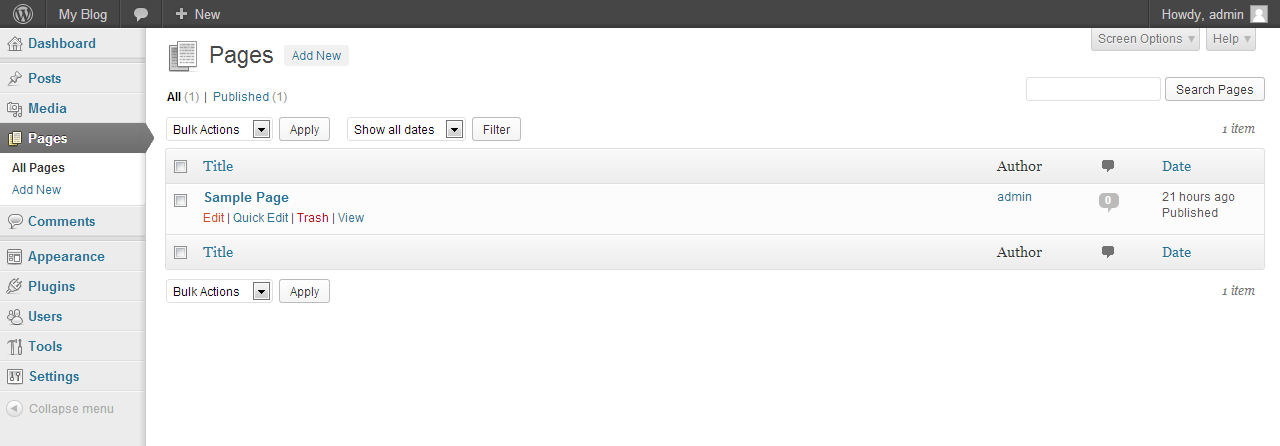 My Blog New Howdy, admin
Dashboard
Posts
Media
Pages
All Pages
Add New
Comments
Appearance
Plugins
Users
Tools
Settings
Collapse menu
Screen Options Help
Pages Add New
All (1) | Published (1)
Search Pages
Bulk Actions Apply Show all dates Filter 1 item
Title Author Date
Sample Page admin 0 21 hours ago
Edit | Quick Edit | Trash | View Published
Title Author Date
Bulk Actions Apply 1 item